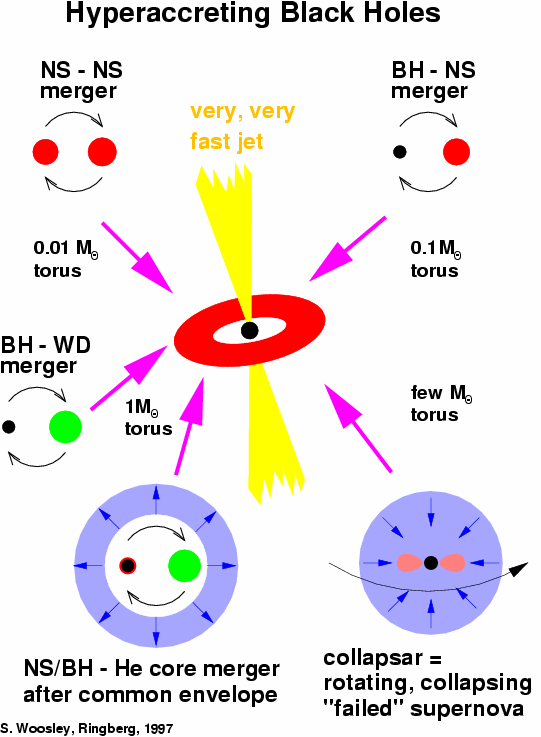 Hyperaccreting Black Holes
NS - NS
merger
BH - NS
merger
very, very
fast jet
0.01 M☉
torus
0.1M☉
torus
BH - WD
merger
1M☉
torus
few M☉
torus
NS/BH - He core merger
after common envelope
collapsar =
rotating, collapsing
"failed" supernova
S. Woosley, Ringberg, 1997